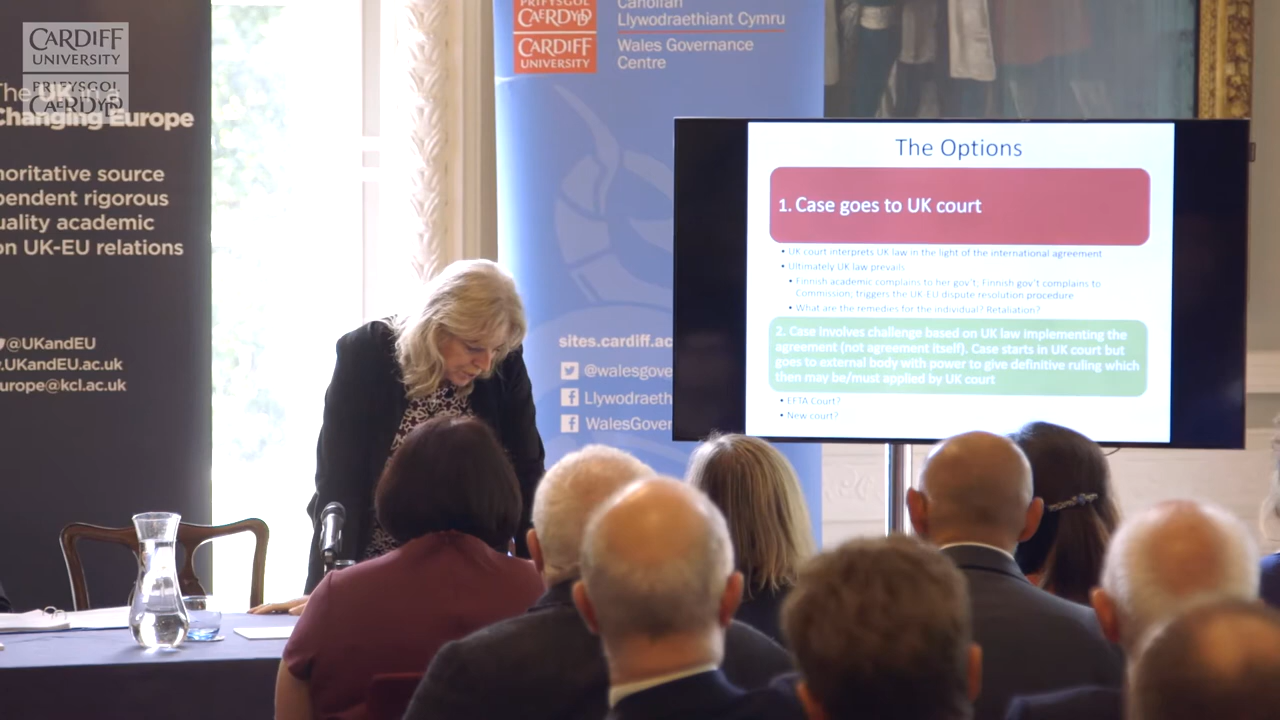 CARDIFF
UNIVERSITY
PRIFYSGOL
CAERDYD
The UK in a
Changing Europe
horitative source
pendent rigorous
uality academic
on UK-EU relations
@UKandEU
.UKandEU.ac.uk
urope@kcl.ac.uk
PRIFYSGOL
CAERDYD
CARDIFF
UNIVERSITY
Canolfan
Llywodraethiant Cymru
Wales Governance
Centre
sites.cardiff.ac
@walesgove
Llywodraeth
WalesGover
The Options
1. Case goes to UK court
• UK court interprets UK law in the light of the international agreement
• Ultimately UK law prevails
• Finnish academic complains to her gov't, Finnish gov't complains to
Commission, triggers the UK-EU dispute resolution procedure
• What are the remedies for the individual? Retaliation?
2. Case involves challenge based on UK law implementing the
agreement (not agreement itself). Case starts in UK court but
goes to external body with power to give definitive ruling which
then may be/must applied by UK court
• EFTA Court?
• New court?